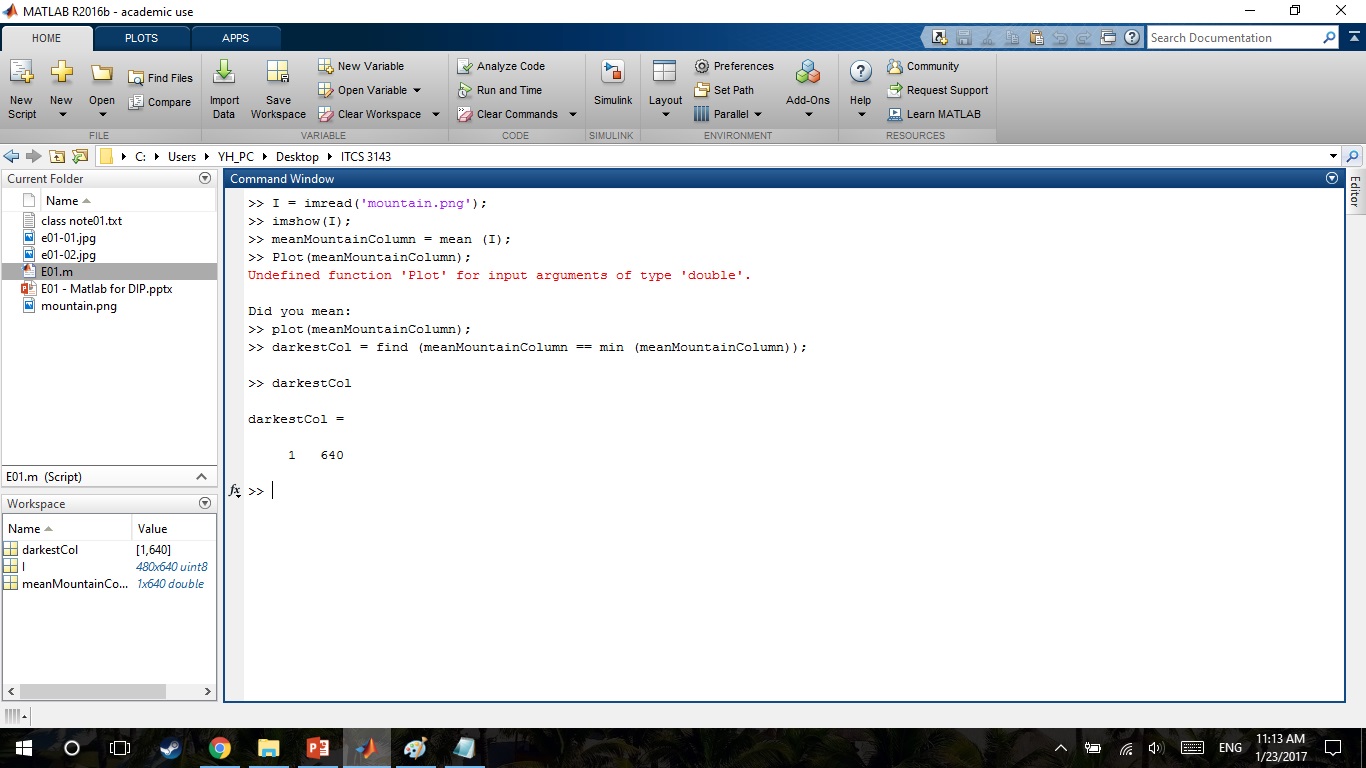 MATLAB R2016b - academic use
HOME PLOTS APPS
Search Documentation
New Script
New
Open
Find Files
Compare
Import Data
Save Workspace
New Variable
Open Variable
Clear Workspace
Analyze Code
Run and Time
Clear Commands
Simulink
Layout
Preferences
Set Path
Parallel
Add-Ons
Help
Community
Request Support
Learn MATLAB
FILE VARIABLE CODE SIMULINK ENVIRONMENT RESOURCES
C: Users YH_PC Desktop ITCS 3143
Current Folder
Name
class note01.txt
e01-01.jpg
e01-02.jpg
E01.m
E01 - Matlab for DIP.pptx
mountain.png
E01.m (Script)
Workspace
Name Value
darkestCol [1,640]
I 480x640 uint8
meanMountainCo... 1x640 double
Command Window
>> I = imread('mountain.png');
>> imshow(I);
>> meanMountainColumn = mean (I);
>> Plot(meanMountainColumn);
Undefined function 'Plot' for input arguments of type 'double'.
Did you mean:
>> plot(meanMountainColumn);
>> darkestCol = find (meanMountainColumn == min (meanMountainColumn));
>> darkestCol
darkestCol =
1 640
fx >>
Editor
ENG
11:13 AM
1/23/2017